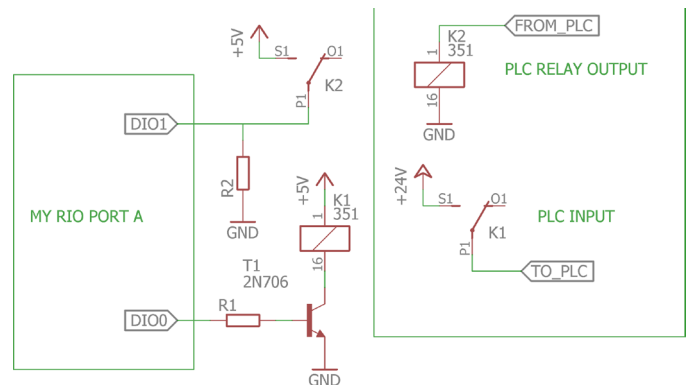 FROM_PLC
+5V
S1
O1
K2
P1
1
K2
351
16
GND
PLC RELAY OUTPUT
DIO1
R2
GND
MY RIO PORT A
+5V
1
K1
351
16
+24V
S1
O1
K1
P1
PLC INPUT
TO_PLC
T1
2N706
R1
DIO0
GND